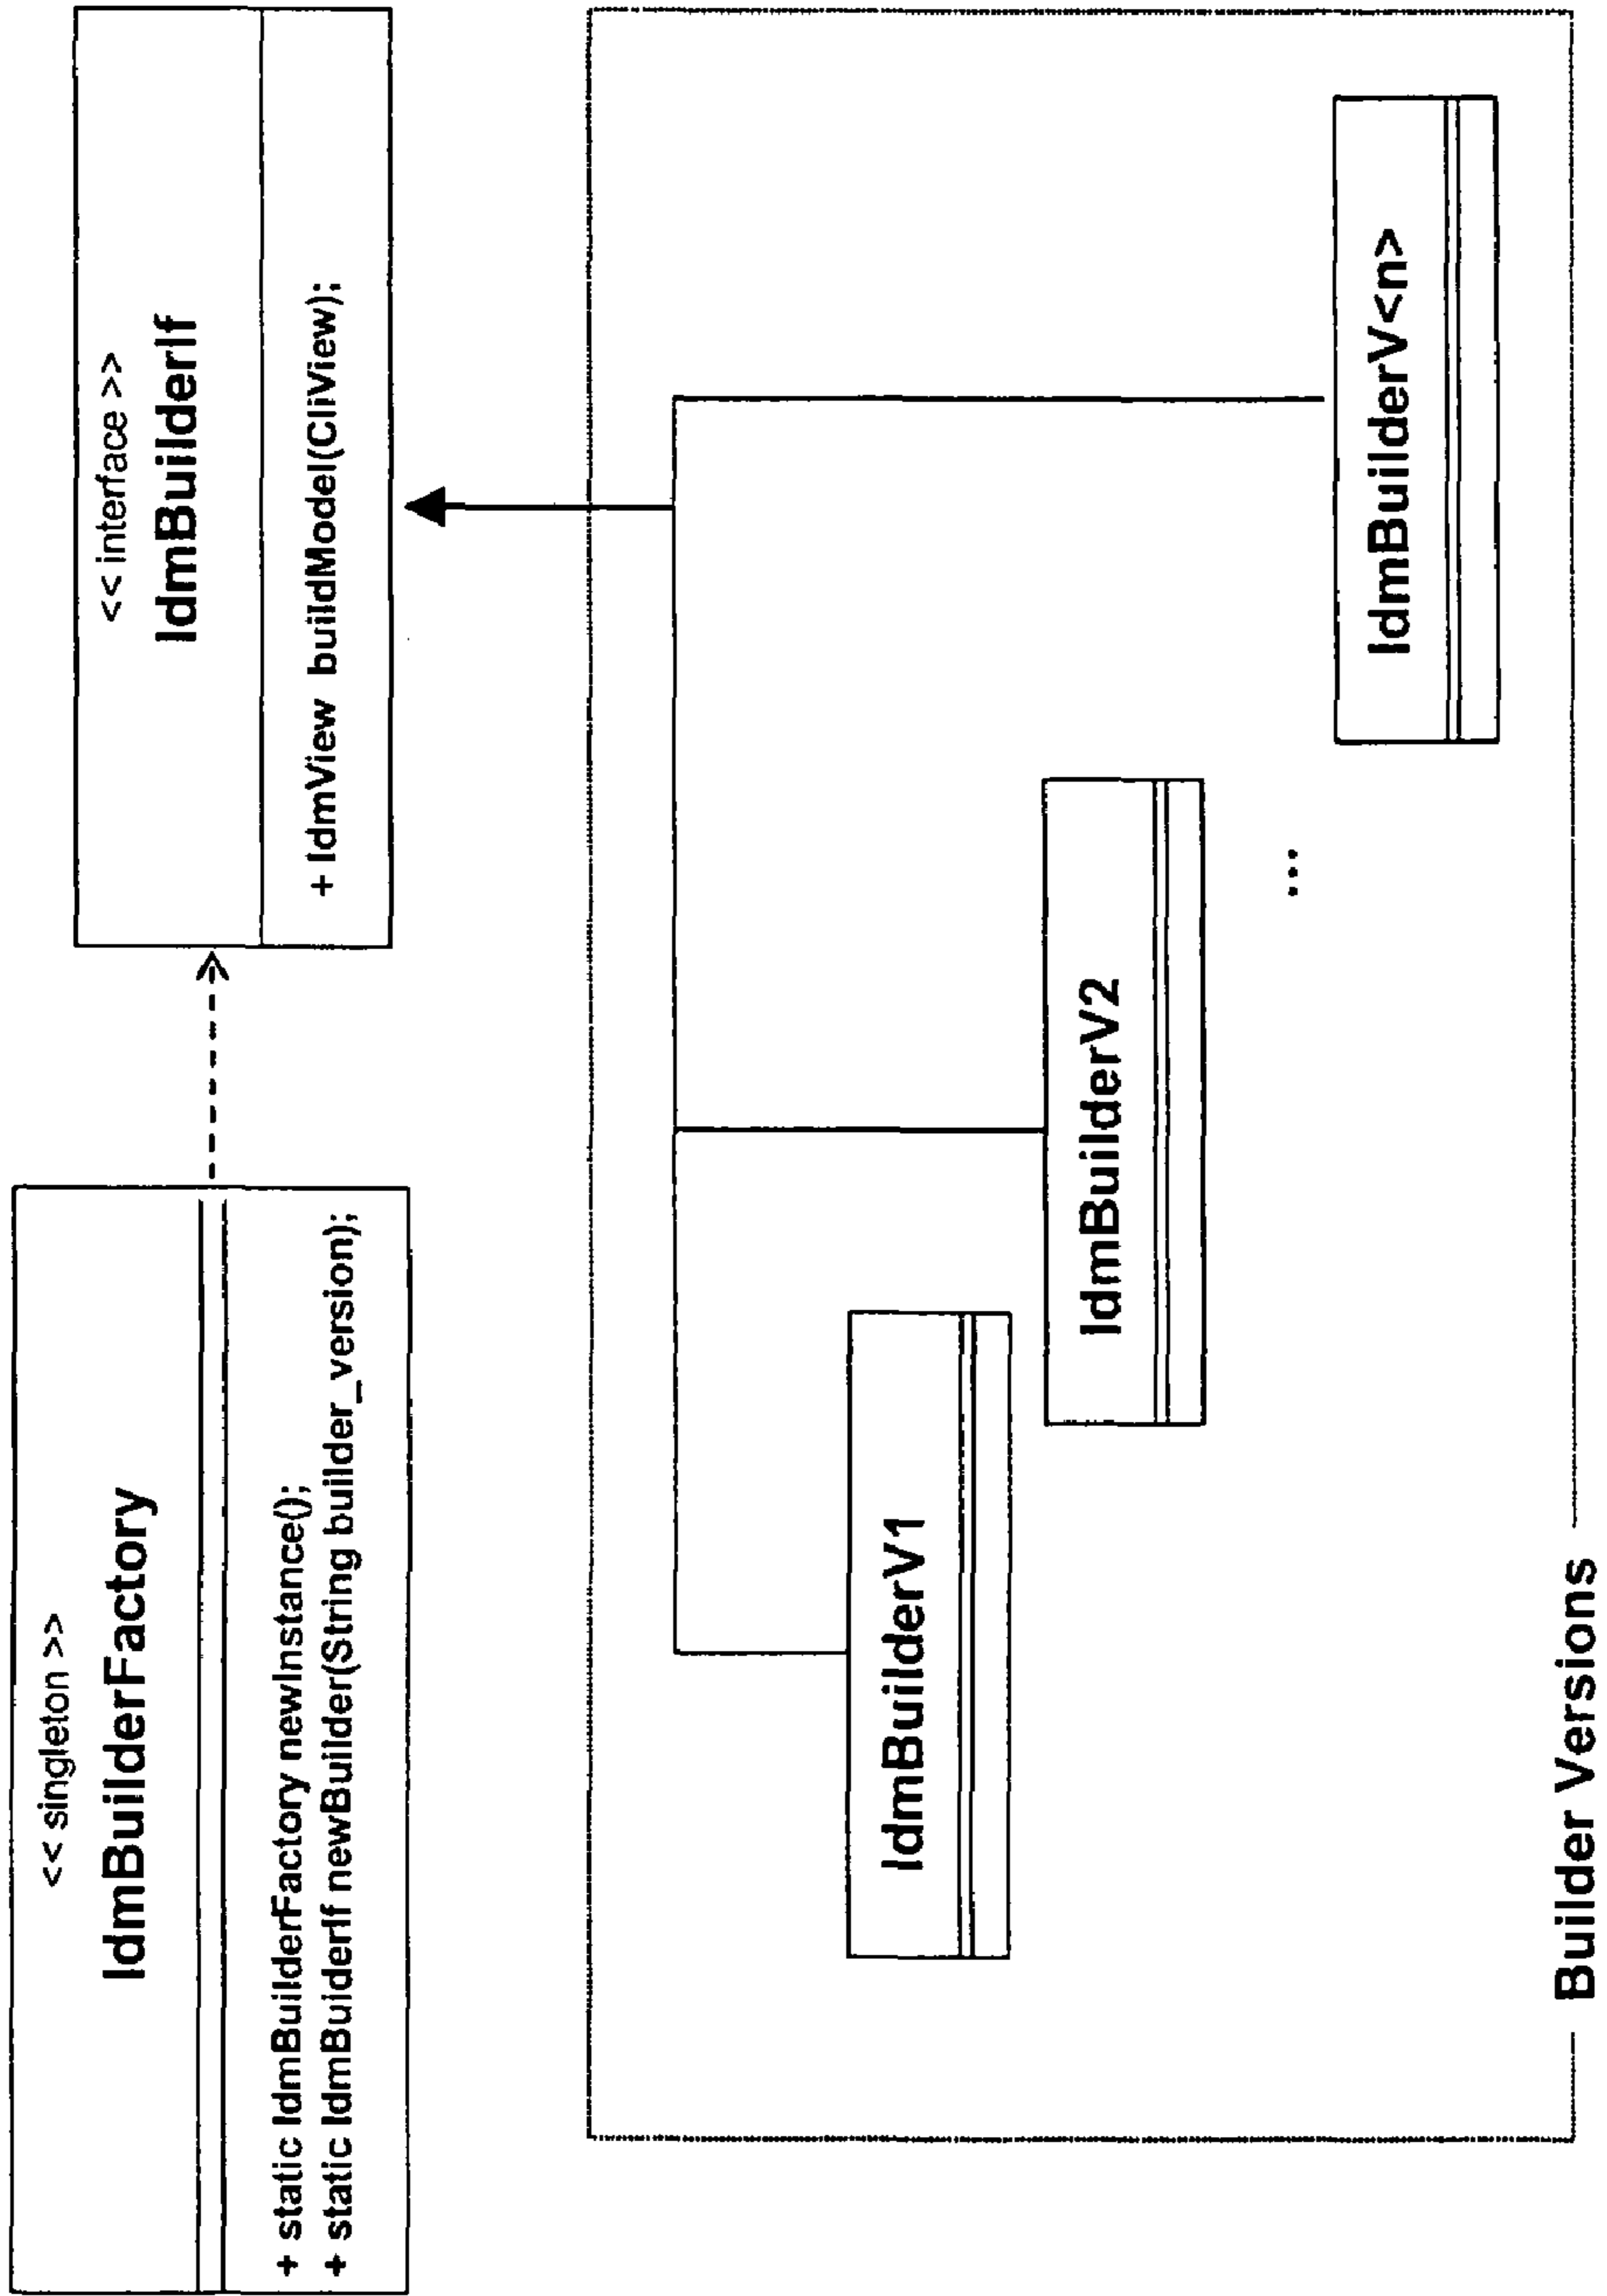 << singleton >>
IdmBuilderFactory
+ static IdmBuilderFactory newInstance();
+ static IdmBuiderIf newBuilder(String builder_version);
<< interface >>
IdmBuilderIf
+ IdmView buildModel(CliView);
IdmBuilderV1
IdmBuilderV2
...
IdmBuilderV<n>
Builder Versions